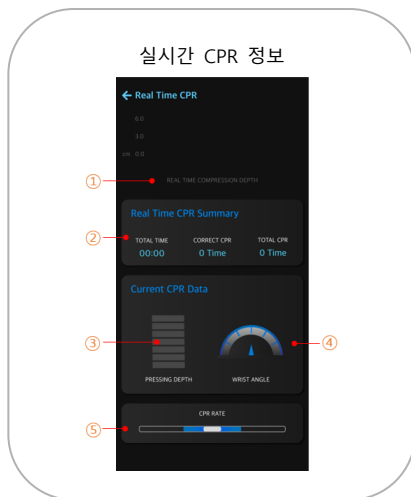 실시간 CPR 정보
← Real Time CPR
6.0
3.0
cm 0.0
① REAL TIME COMPRESSION DEPTH
Real Time CPR Summary
② TOTAL TIME CORRECT CPR TOTAL CPR
00:00 0 Time 0 Time
Current CPR Data
③ ④
PRESSING DEPTH WRIST ANGLE
CPR RATE
⑤